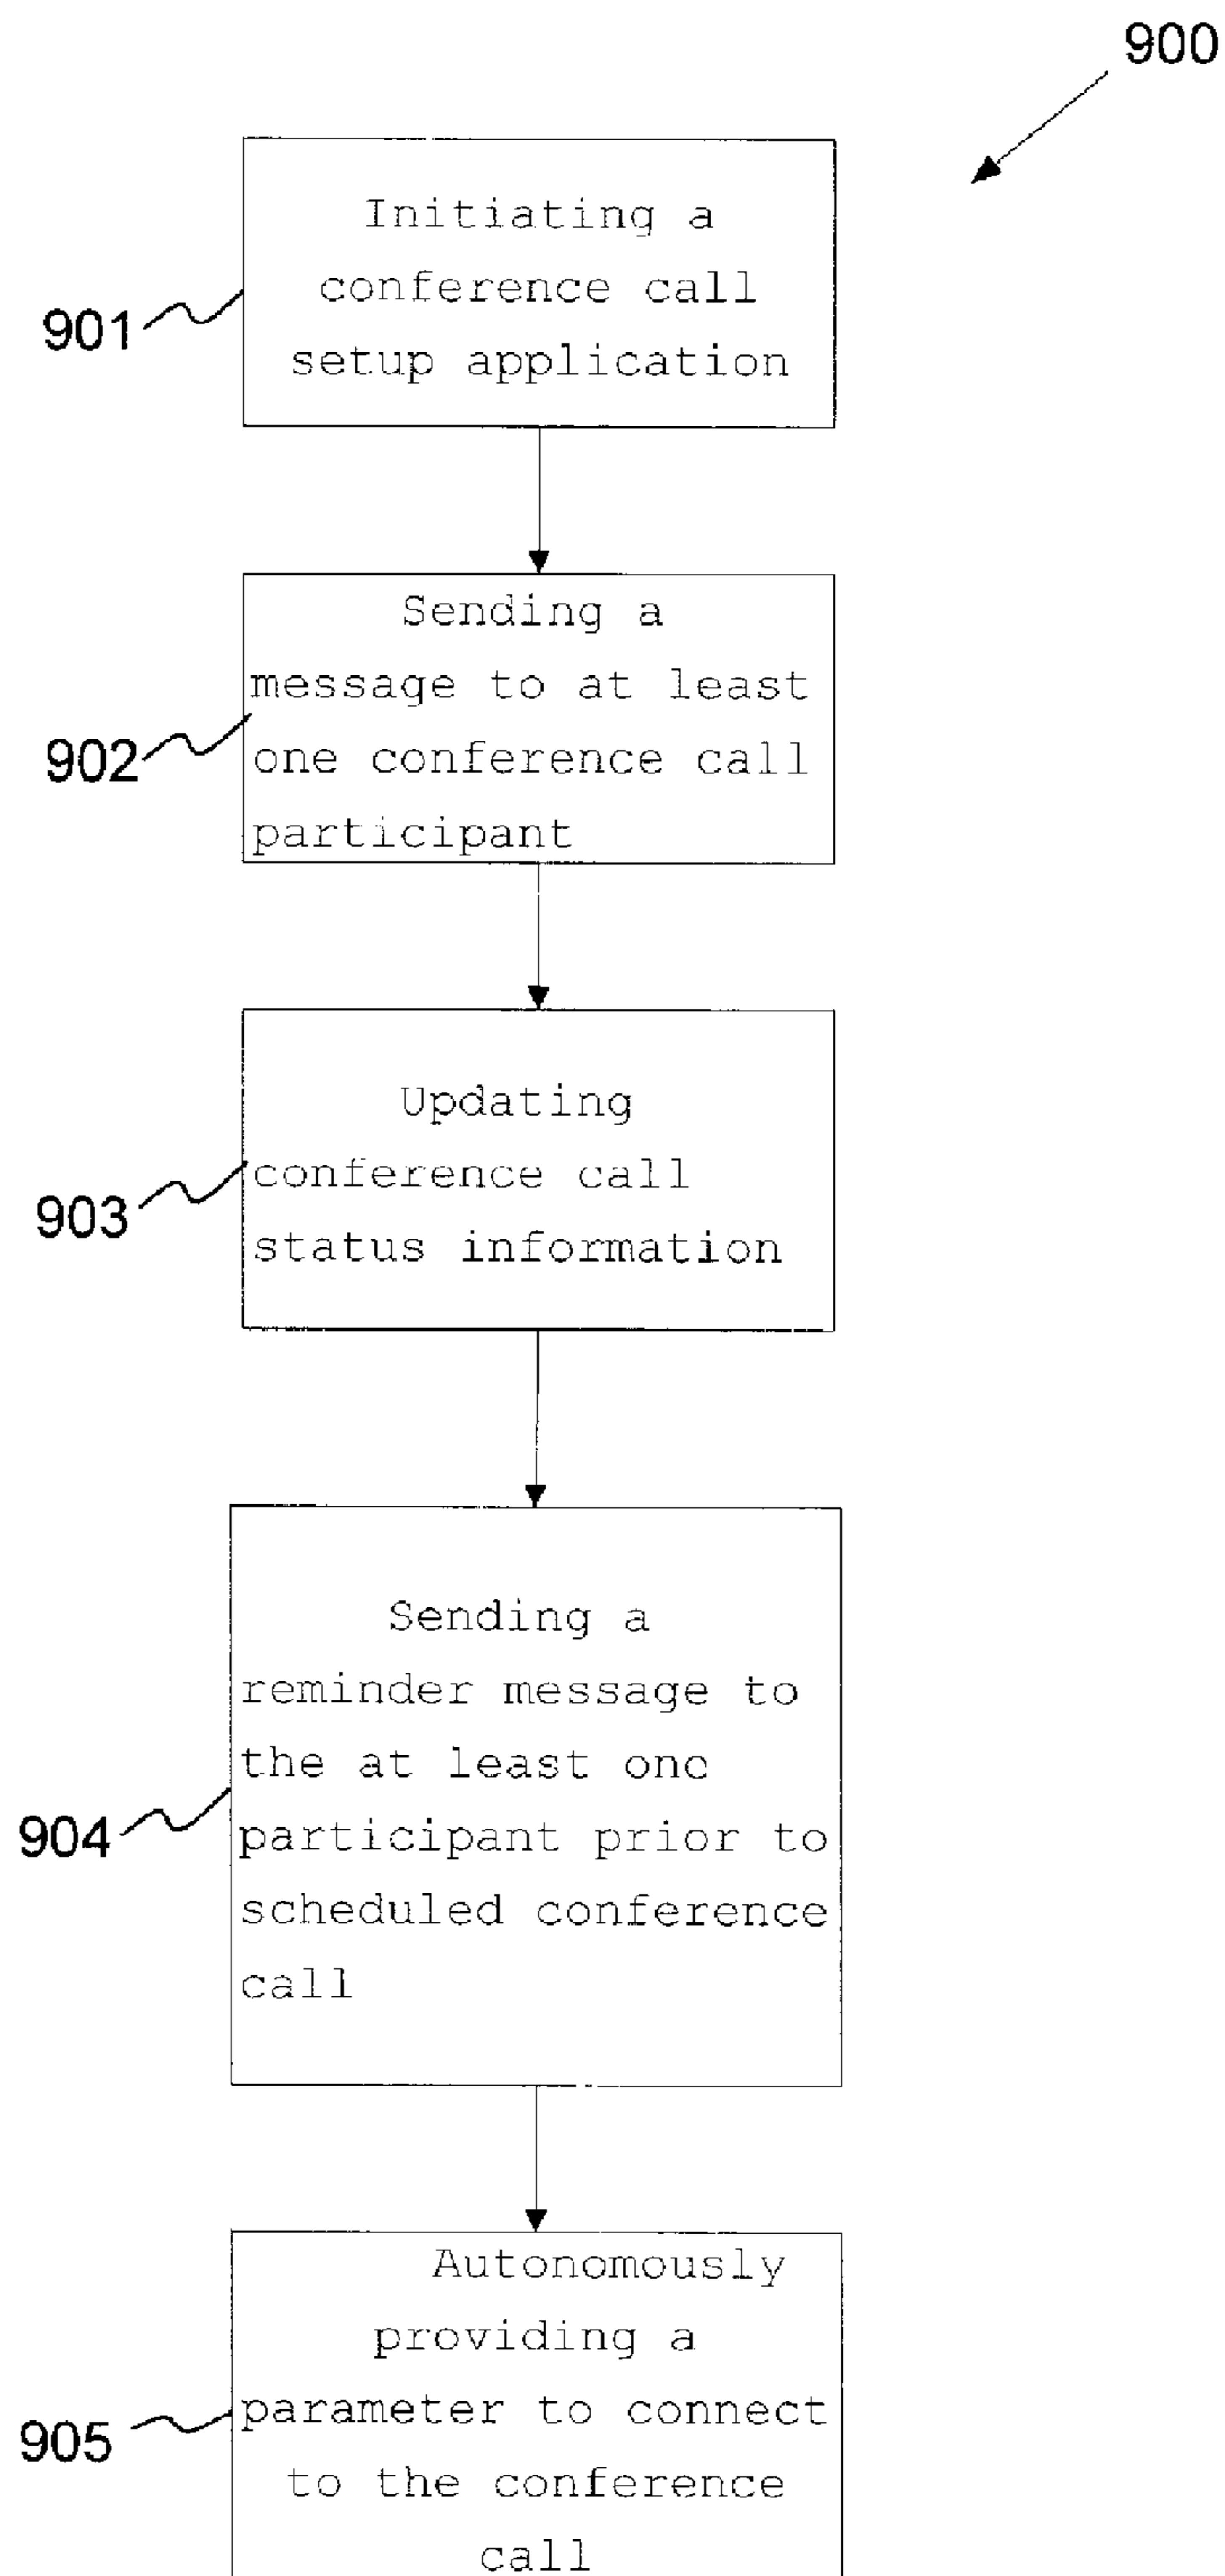 900
Initiating a
conference call
setup application
901
Sending a
message to at least
one conference call
participant
902
Updating
conference call
status information
903
Sending a
reminder message to
the at least one
participant prior to
scheduled conference
call
904
Autonomously
providing a
parameter to connect
to the conference
call
905